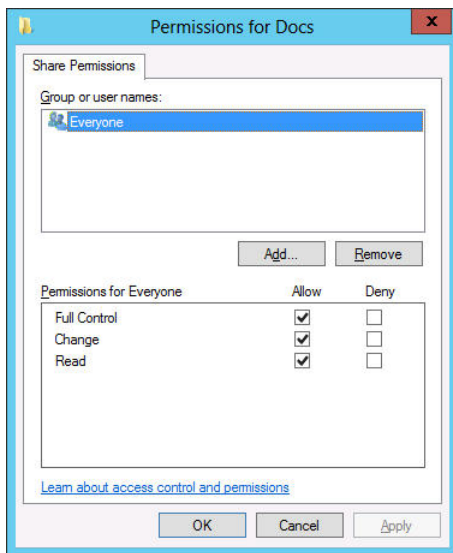 Permissions for Docs
x
Share Permissions
Group or user names:
Everyone
Add...
Remove
Permissions for Everyone
Allow
Deny
Full Control
Change
Read
Learn about access control and permissions
OK
Cancel
Apply